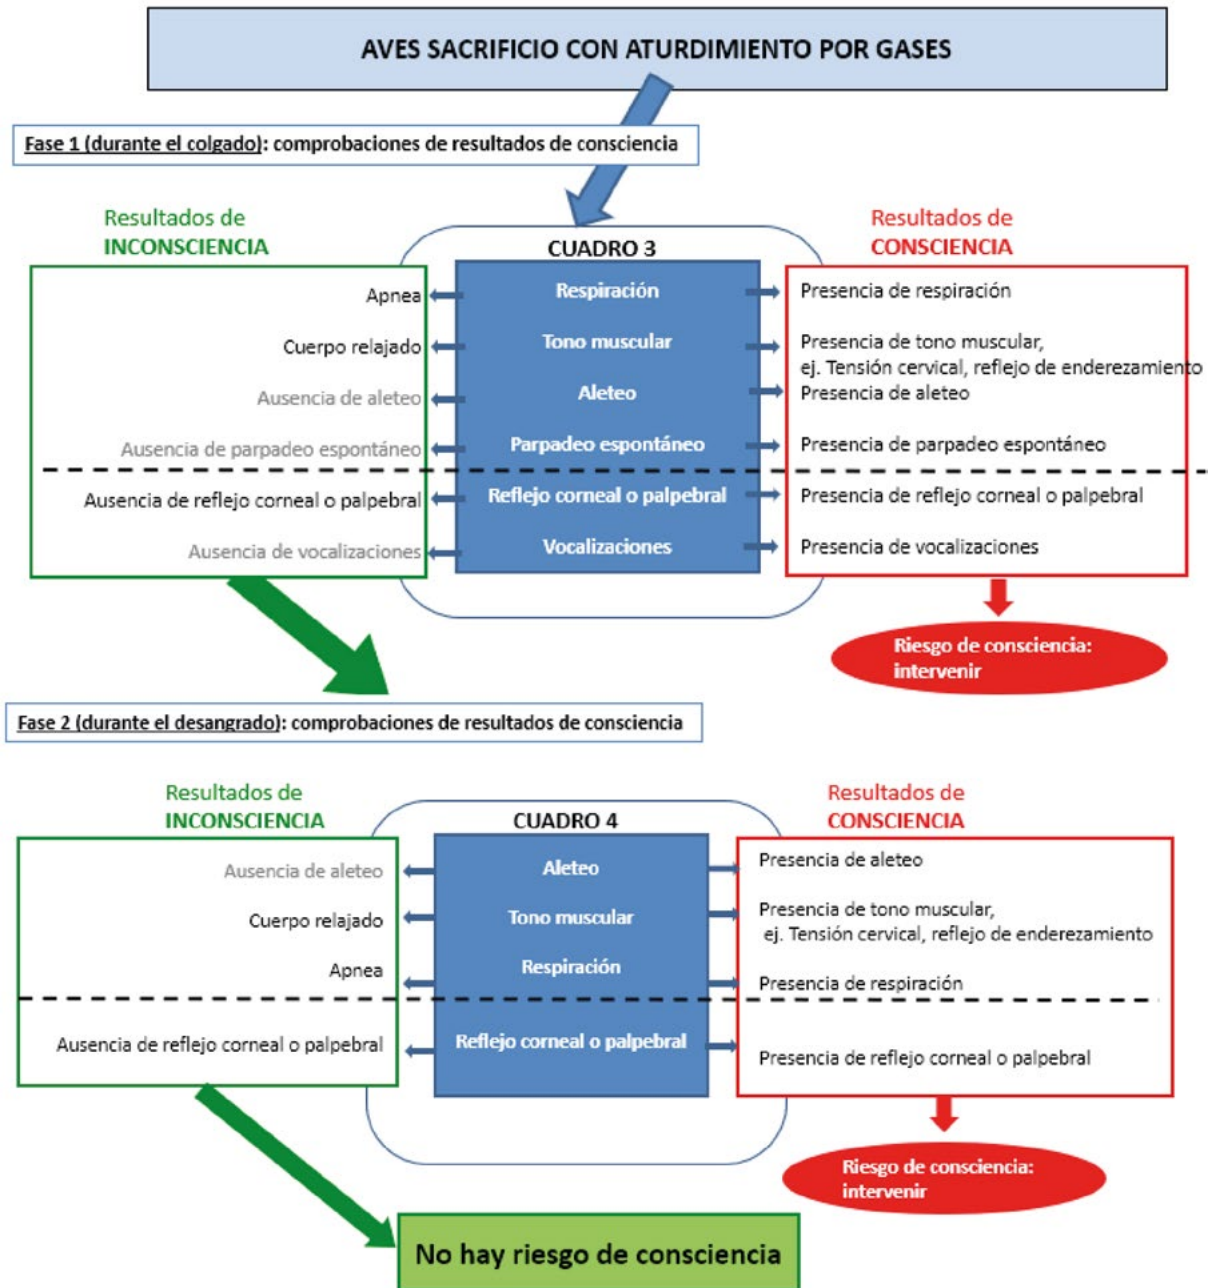 AVES SACRIFICIO CON ATURDIMIENTO POR GASES
Fase 1 (durante el colgado): comprobaciones de resultados de consciencia
Resultados de
INCONSCIENCIA
Resultados de
CONSCIENCIA
CUADRO 3
Apnea
Respiración
Presencia de respiración
Cuerpo relajado
Tono muscular
Presencia de tono muscular,
ej. Tensión cervical, reflejo de enderezamiento
Ausencia de aleteo
Aleteo
Presencia de aleteo
Ausencia de parpadeo espontáneo
Parpadeo espontáneo
Presencia de parpadeo espontáneo
Ausencia de reflejo corneal o palpebral
Reflejo corneal o palpebral
Presencia de reflejo corneal o palpebral
Ausencia de vocalizaciones
Vocalizaciones
Presencia de vocalizaciones
Riesgo de consciencia:
intervenir
Fase 2 (durante el desangrado): comprobaciones de resultados de consciencia
Resultados de
INCONSCIENCIA
Resultados de
CONSCIENCIA
CUADRO 4
Ausencia de aleteo
Aleteo
Presencia de aleteo
Cuerpo relajado
Tono muscular
Presencia de tono muscular,
ej. Tensión cervical, reflejo de enderezamiento
Apnea
Respiración
Presencia de respiración
Ausencia de reflejo corneal o palpebral
Reflejo corneal o palpebral
Presencia de reflejo corneal o palpebral
Riesgo de consciencia:
intervenir
No hay riesgo de consciencia